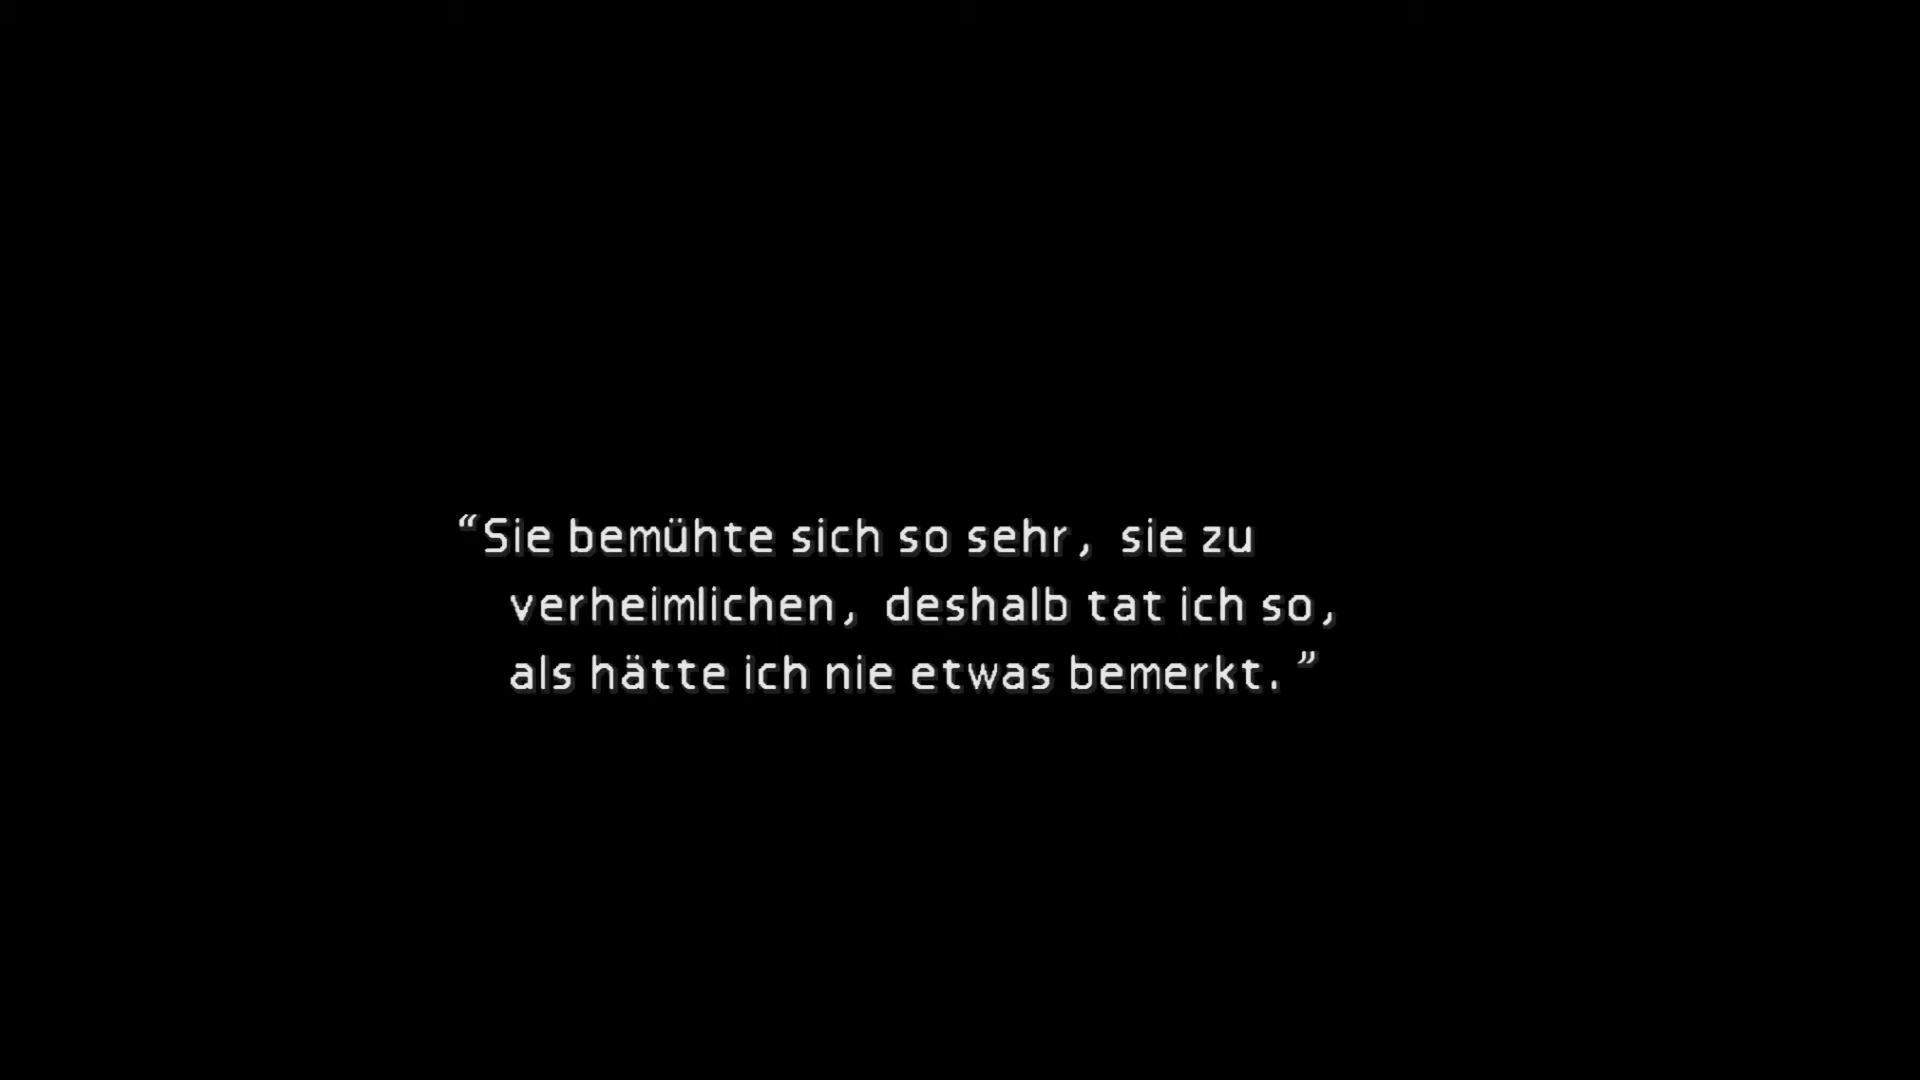 “Sie bemühte sich so sehr, sie zu
verheimlichen, deshalb tat ich so,
als hätte ich nie etwas bemerkt.”